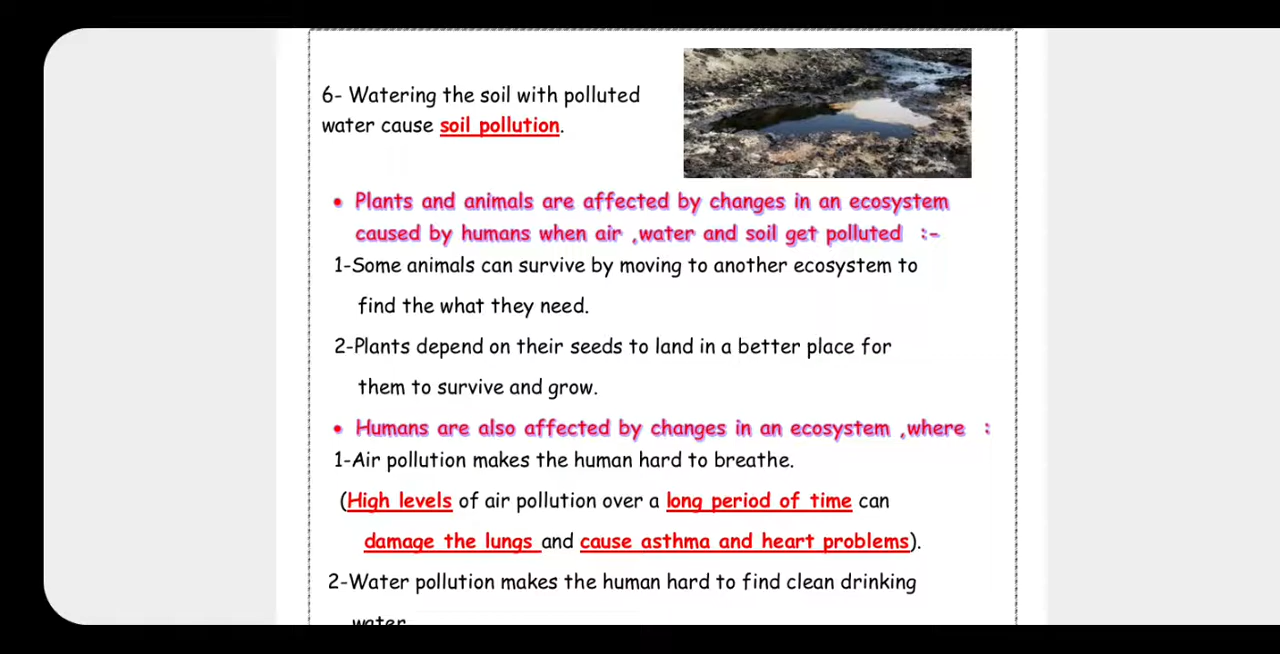 6- Watering the soil with polluted
water cause soil pollution.
• Plants and animals are affected by changes in an ecosystem
caused by humans when air ,water and soil get polluted :-
1-Some animals can survive by moving to another ecosystem to
find the what they need.
2-Plants depend on their seeds to land in a better place for
them to survive and grow.
• Humans are also affected by changes in an ecosystem ,where :
1-Air pollution makes the human hard to breathe.
(High levels of air pollution over a long period of time can
damage the lungs and cause asthma and heart problems).
2-Water pollution makes the human hard to find clean drinking
water